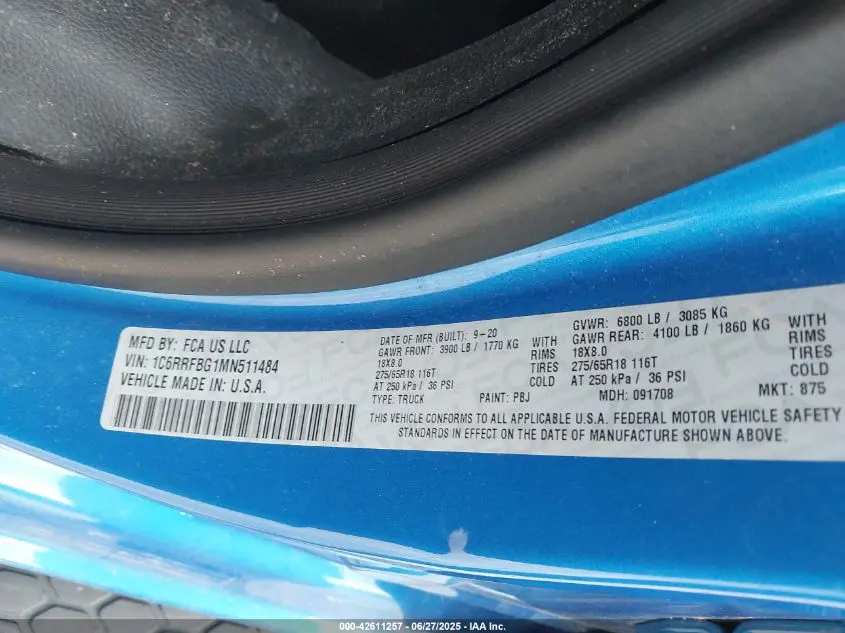 MFD BY: FCA US LLC
VIN: 1C6RRFBG1MN511484
VEHICLE MADE IN: U.S.A.
DATE OF MFR (BUILT): 9-20
GAWR FRONT: 3900 LB / 1770 KG WITH
18X8.0 RIMS
275/65R18 116T TIRES
AT 250 kPa / 36 PSI COLD
TYPE: TRUCK PAINT: PBJ
GVWR: 6800 LB / 3085 KG
GAWR REAR: 4100 LB / 1860 KG WITH
18X8.0 RIMS
275/65R18 116T TIRES
AT 250 kPa / 36 PSI COLD
MDH: 091708 MKT: 875
THIS VEHICLE CONFORMS TO ALL APPLICABLE U.S.A. FEDERAL MOTOR VEHICLE SAFETY
STANDARDS IN EFFECT ON THE DATE OF MANUFACTURE SHOWN ABOVE.
000-42611257 - 06/27/2025 - IAA Inc.